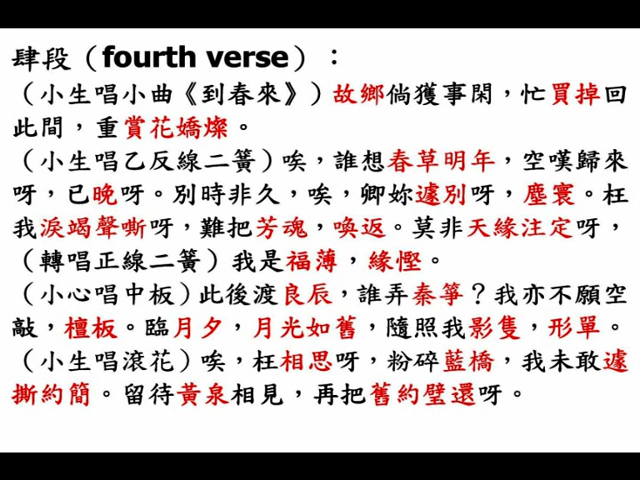 肆段（fourth verse）：
（小生唱小曲《到春來》）故鄉倘獲事閑，忙買掉回
此間，重賞花嬌燦。
（小生唱乙反線二簧）唉，誰想春草明年，空嘆歸來
呀，已晚呀。別時非久，唉，卿妳遽別呀，塵寰。枉
我淚竭聲嘶呀，難把芳魂，喚返。莫非天緣注定呀，
（轉唱正線二簧）我是福薄，緣慳。
（小心唱中板）此後渡良辰，誰弄秦箏？我亦不願空
敲，檀板。臨月夕，月光如舊，隨照我影隻，形單。
（小生唱滾花）唉，枉相思呀，粉碎藍橋，我未敢遽
撕約簡。留待黃泉相見，再把舊約璧還呀。